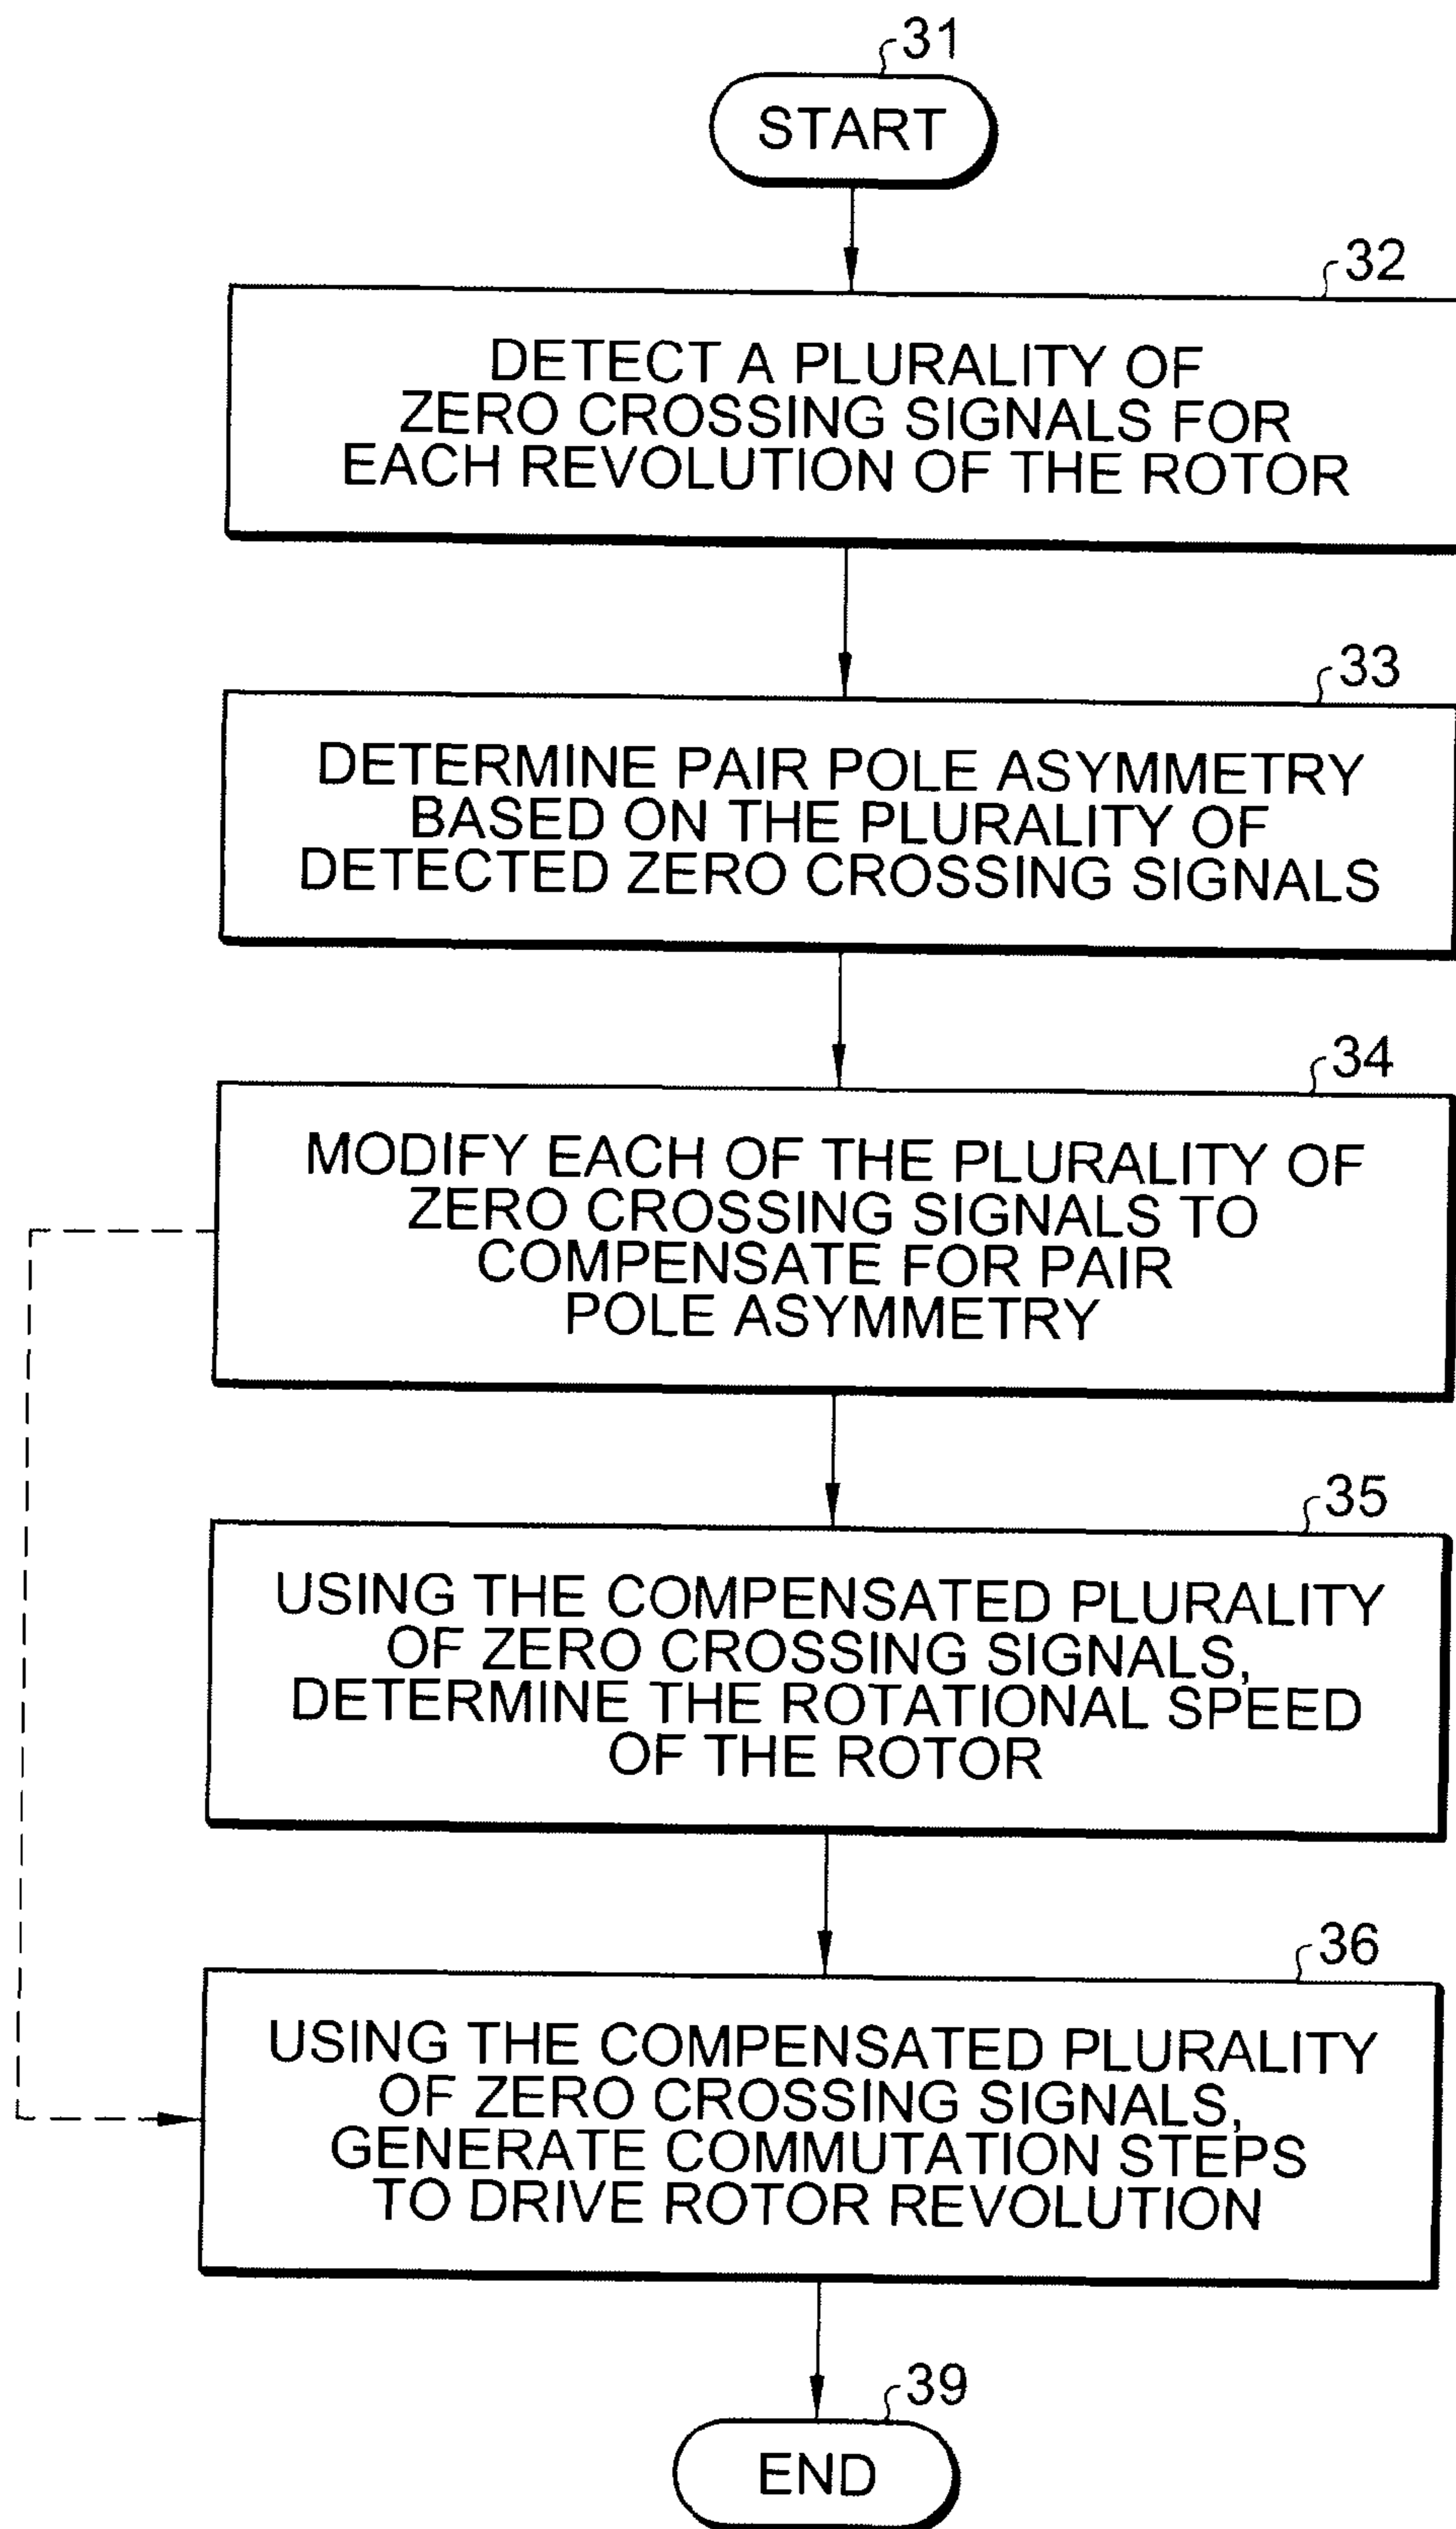 31
START
32
DETECT A PLURALITY OF
ZERO CROSSING SIGNALS FOR
EACH REVOLUTION OF THE ROTOR
33
DETERMINE PAIR POLE ASYMMETRY
BASED ON THE PLURALITY OF
DETECTED ZERO CROSSING SIGNALS
34
MODIFY EACH OF THE PLURALITY OF
ZERO CROSSING SIGNALS TO
COMPENSATE FOR PAIR
POLE ASYMMETRY
35
USING THE COMPENSATED PLURALITY
OF ZERO CROSSING SIGNALS,
DETERMINE THE ROTATIONAL SPEED
OF THE ROTOR
36
USING THE COMPENSATED PLURALITY
OF ZERO CROSSING SIGNALS,
GENERATE COMMUTATION STEPS
TO DRIVE ROTOR REVOLUTION
39
END